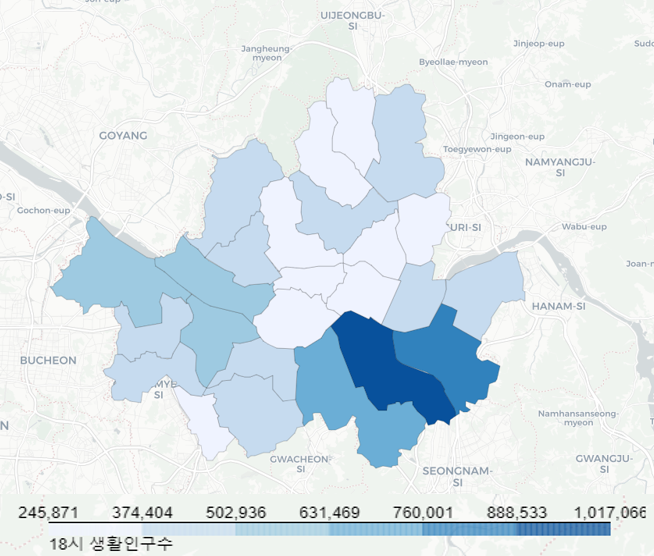 UIJEONGBU-
SI
Jangheung-
myeon
Jinjeop-eup
Byeollae-myeon
Onam-eup
GOYANG
Jingeon-eup
Toegyewon-eup
NAMYANGJU-
SI
Gochon-eup
URI-SI
Wabu-eup
HANAM-SI
BUCHEON
MYE
SI
Namhansanseong-
myeon
GWACHEON
SI
SEONGNAM-
SI
GWANGJU-
SI
245,871 374,404 502,936 631,469 760,001 888,533 1,017,066
18시 생활인구수